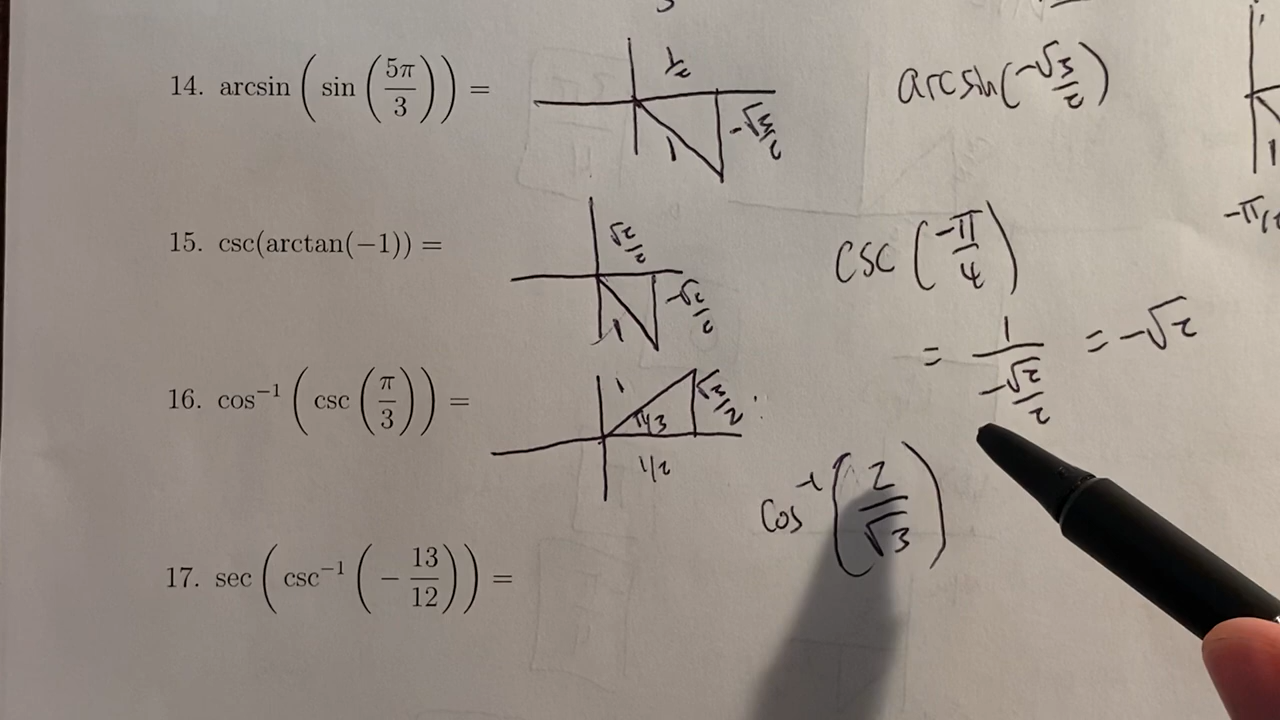 14. arcsin ( sin ( 5π/3 ) ) =
1/2
1
-√3/2
arcsin(-√3/2)
1
15. csc(arctan(−1)) =
√2/2
1
-√2/2
csc ( -π/4 )
= 1/(-√2/2) = -√2
16. cos⁻¹ ( csc ( π/3 ) ) =
1
π/3
√3/2
1/2
cos⁻¹ ( 2/√3 )
17. sec ( csc⁻¹ ( − 13/12 ) ) =